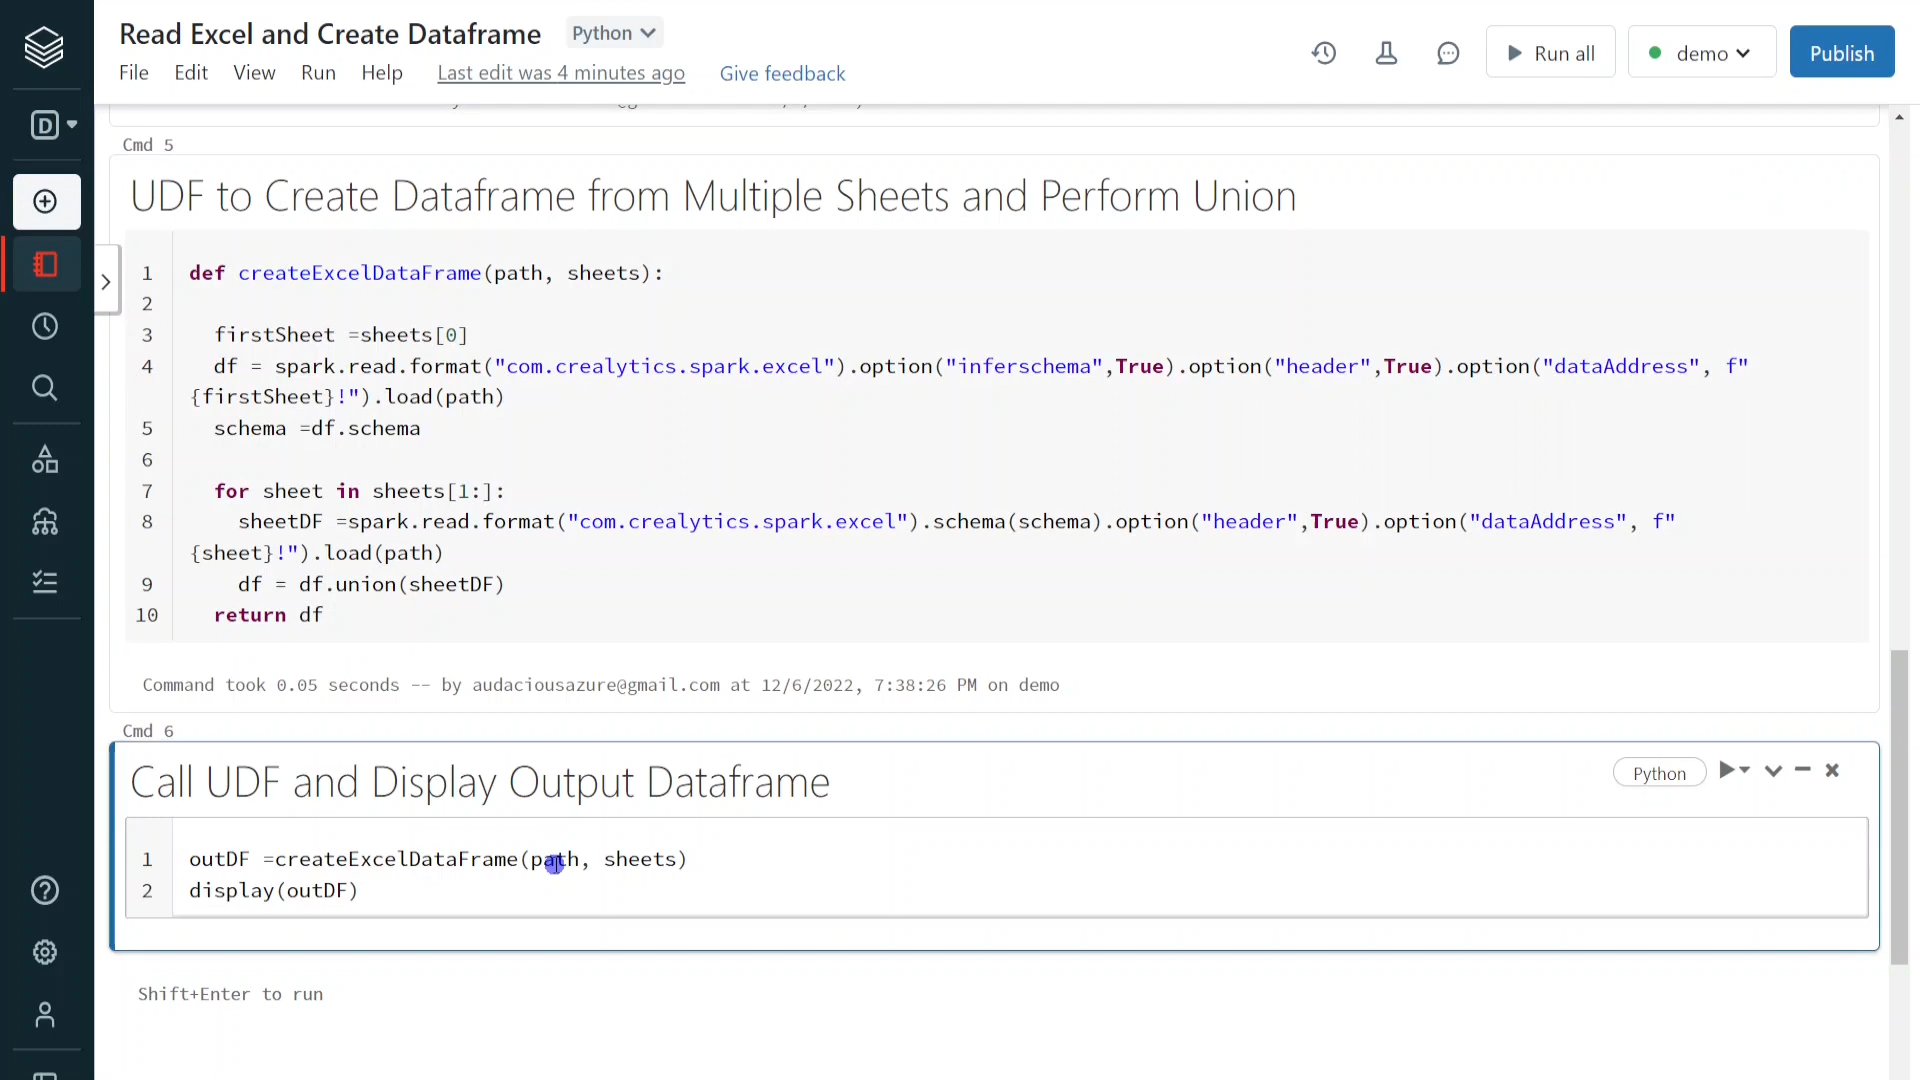 Read Excel and Create Dataframe Python
Run all demo Publish
File Edit View Run Help Last edit was 4 minutes ago Give feedback
D
Cmd 5
UDF to Create Dataframe from Multiple Sheets and Perform Union
1 def createExcelDataFrame(path, sheets):
2
3 firstSheet =sheets[0]
4 df = spark.read.format("com.crealytics.spark.excel").option("inferschema",True).option("header",True).option("dataAddress", f"
{firstSheet}!").load(path)
5 schema =df.schema
6
7 for sheet in sheets[1:]:
8 sheetDF =spark.read.format("com.crealytics.spark.excel").schema(schema).option("header",True).option("dataAddress", f"
{sheet}!").load(path)
9 df = df.union(sheetDF)
10 return df
Command took 0.05 seconds -- by audaciousazure@gmail.com at 12/6/2022, 7:38:26 PM on demo
Cmd 6
Call UDF and Display Output Dataframe
Python
1 outDF =createExcelDataFrame(path, sheets)
2 display(outDF)
Shift+Enter to run